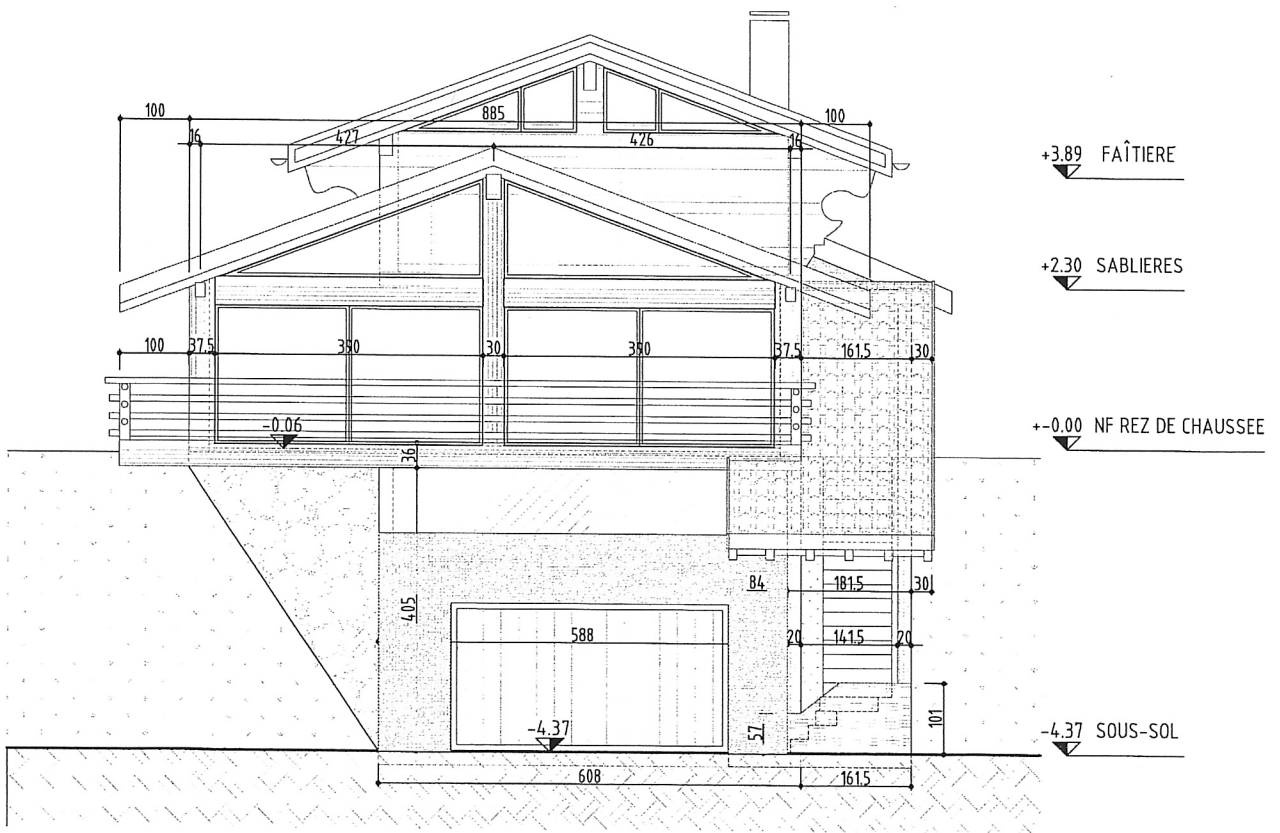 100 885 100
16 427 426 16
+3.89 FAÎTIERE
+2.30 SABLIERES
100 37.5 390 30 390 37.5 161.5 30
-0.06
+-0.00 NF REZ DE CHAUSSEE
36
84 181.5 30
405
588 20 141.5 20
57 101
-4.37
-4.37 SOUS-SOL
608 161.5